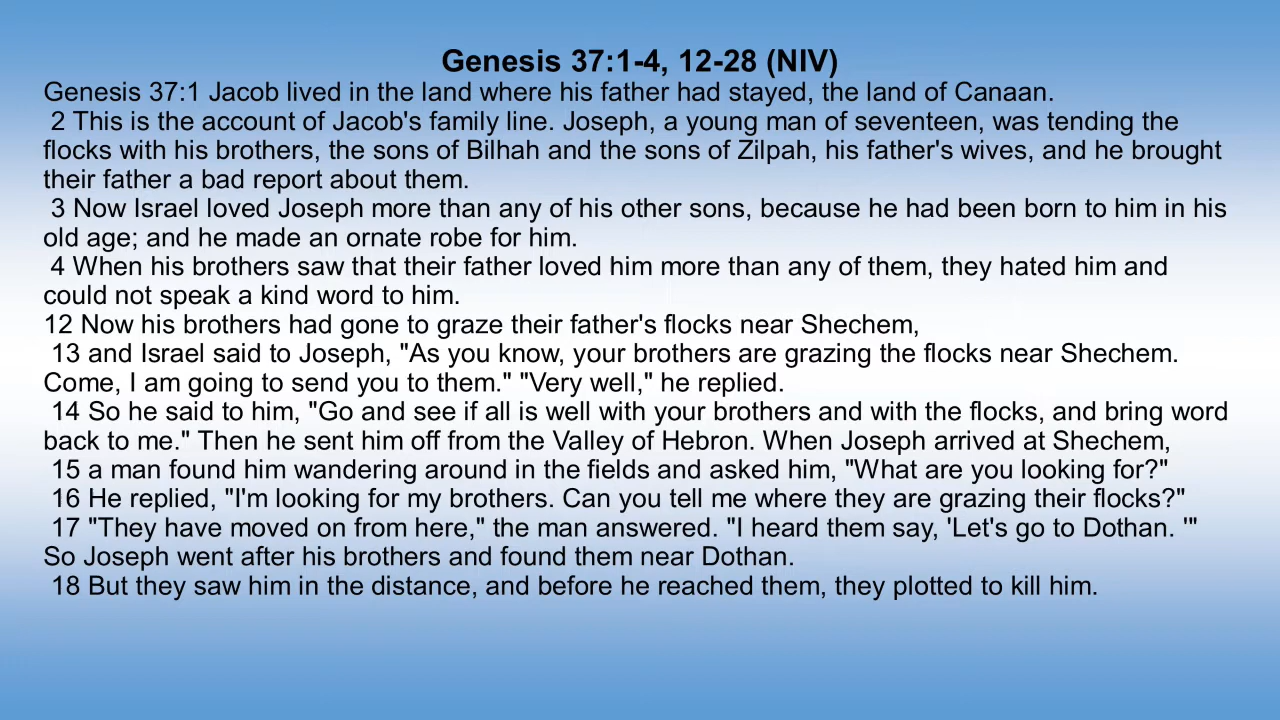 Genesis 37:1-4, 12-28 (NIV)
Genesis 37:1 Jacob lived in the land where his father had stayed, the land of Canaan.
2 This is the account of Jacob's family line. Joseph, a young man of seventeen, was tending the
flocks with his brothers, the sons of Bilhah and the sons of Zilpah, his father's wives, and he brought
their father a bad report about them.
3 Now Israel loved Joseph more than any of his other sons, because he had been born to him in his
old age; and he made an ornate robe for him.
4 When his brothers saw that their father loved him more than any of them, they hated him and
could not speak a kind word to him.
12 Now his brothers had gone to graze their father's flocks near Shechem,
13 and Israel said to Joseph, "As you know, your brothers are grazing the flocks near Shechem.
Come, I am going to send you to them." "Very well," he replied.
14 So he said to him, "Go and see if all is well with your brothers and with the flocks, and bring word
back to me." Then he sent him off from the Valley of Hebron. When Joseph arrived at Shechem,
15 a man found him wandering around in the fields and asked him, "What are you looking for?"
16 He replied, "I'm looking for my brothers. Can you tell me where they are grazing their flocks?"
17 "They have moved on from here," the man answered. "I heard them say, 'Let's go to Dothan. '"
So Joseph went after his brothers and found them near Dothan.
18 But they saw him in the distance, and before he reached them, they plotted to kill him.